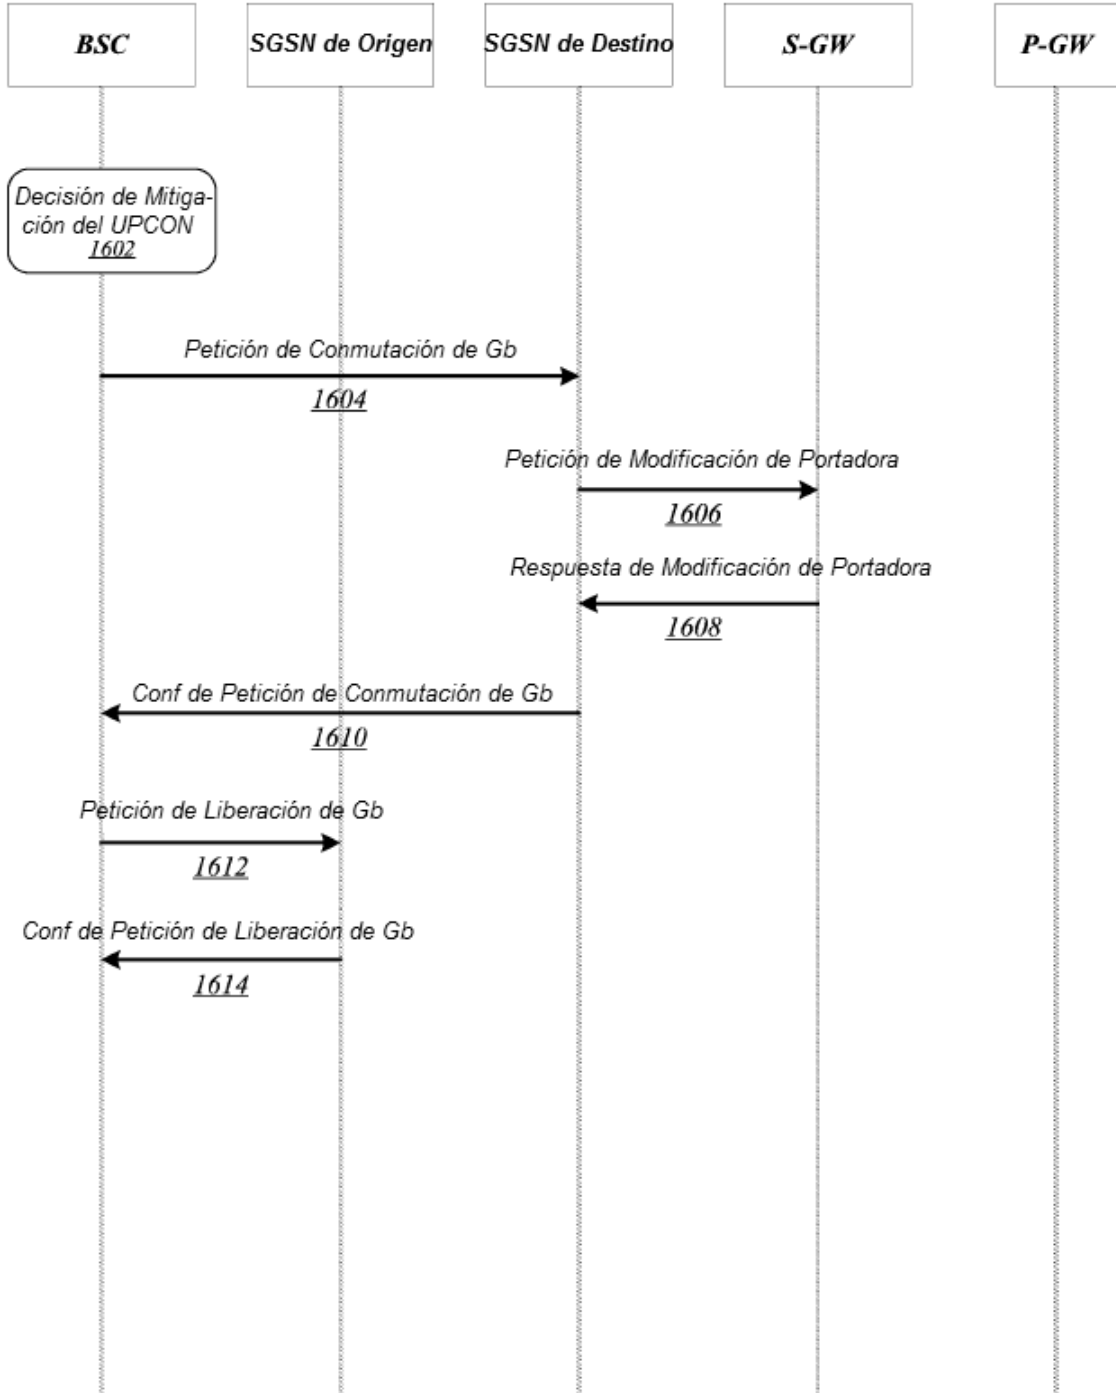 BSC
SGSN de Origen
SGSN de Destino
S-GW
P-GW
Decisión de Mitiga-
ción del UPCON
1602
Petición de Conmutación de Gb
1604
Petición de Modificación de Portadora
1606
Respuesta de Modificación de Portadora
1608
Conf de Petición de Conmutación de Gb
1610
Petición de Liberación de Gb
1612
Conf de Petición de Liberación de Gb
1614